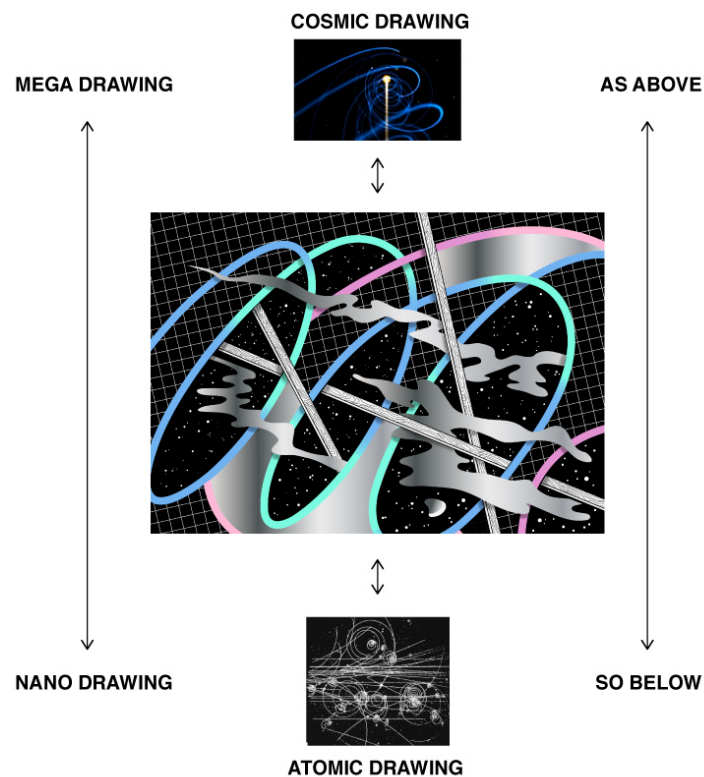 COSMIC DRAWING
MEGA DRAWING
AS ABOVE
NANO DRAWING
SO BELOW
ATOMIC DRAWING